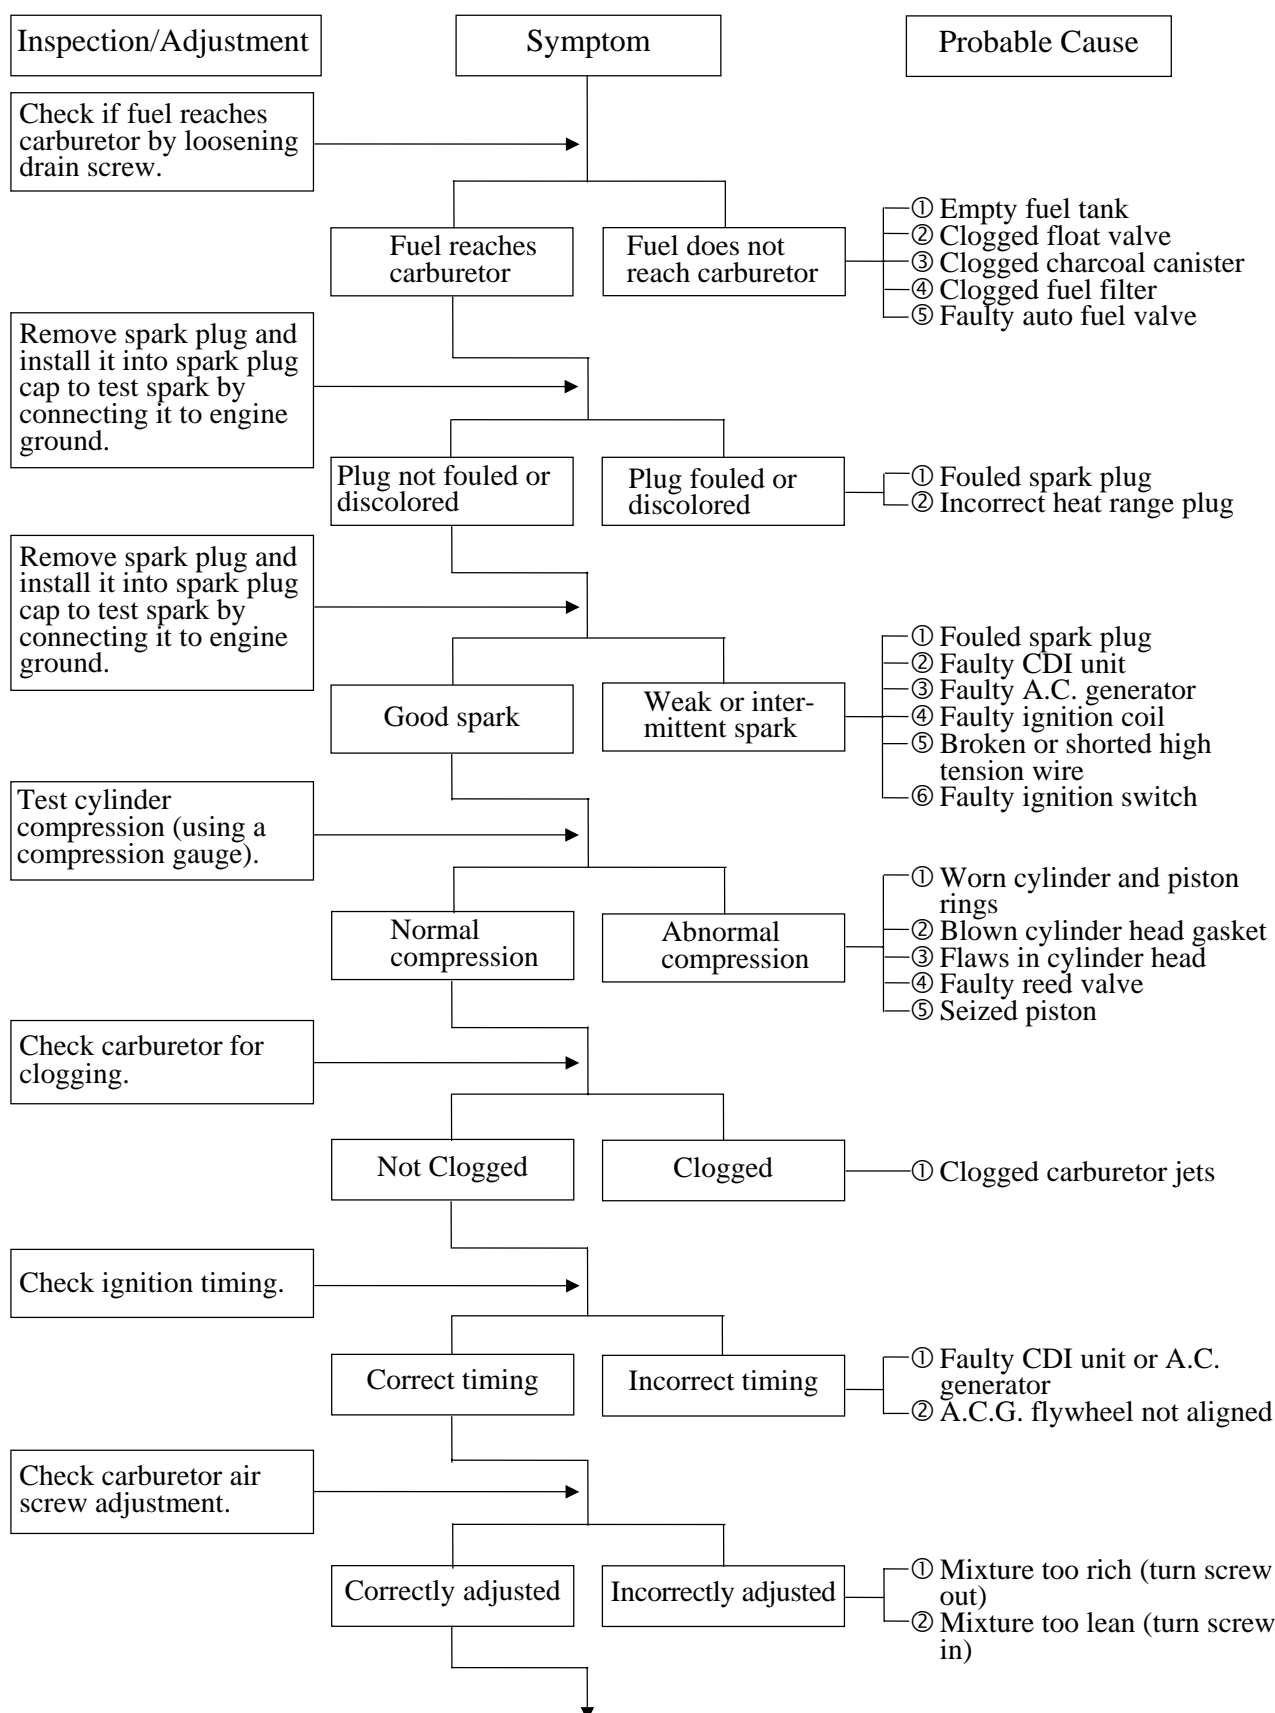 Inspection/Adjustment
Symptom
Probable Cause
Check if fuel reaches
carburetor by loosening
drain screw.
Fuel reaches
carburetor
Fuel does not
reach carburetor
① Empty fuel tank
② Clogged float valve
③ Clogged charcoal canister
④ Clogged fuel filter
⑤ Faulty auto fuel valve
Remove spark plug and
install it into spark plug
cap to test spark by
connecting it to engine
ground.
Plug not fouled or
discolored
Plug fouled or
discolored
① Fouled spark plug
② Incorrect heat range plug
Remove spark plug and
install it into spark plug
cap to test spark by
connecting it to engine
ground.
Good spark
Weak or inter-
mittent spark
① Fouled spark plug
② Faulty CDI unit
③ Faulty A.C. generator
④ Faulty ignition coil
⑤ Broken or shorted high
tension wire
⑥ Faulty ignition switch
Test cylinder
compression (using a
compression gauge).
Normal
compression
Abnormal
compression
① Worn cylinder and piston
rings
② Blown cylinder head gasket
③ Flaws in cylinder head
④ Faulty reed valve
⑤ Seized piston
Check carburetor for
clogging.
Not Clogged
Clogged
① Clogged carburetor jets
Check ignition timing.
Correct timing
Incorrect timing
① Faulty CDI unit or A.C.
generator
② A.C.G. flywheel not aligned
Check carburetor air
screw adjustment.
Correctly adjusted
Incorrectly adjusted
① Mixture too rich (turn screw
out)
② Mixture too lean (turn screw
in)